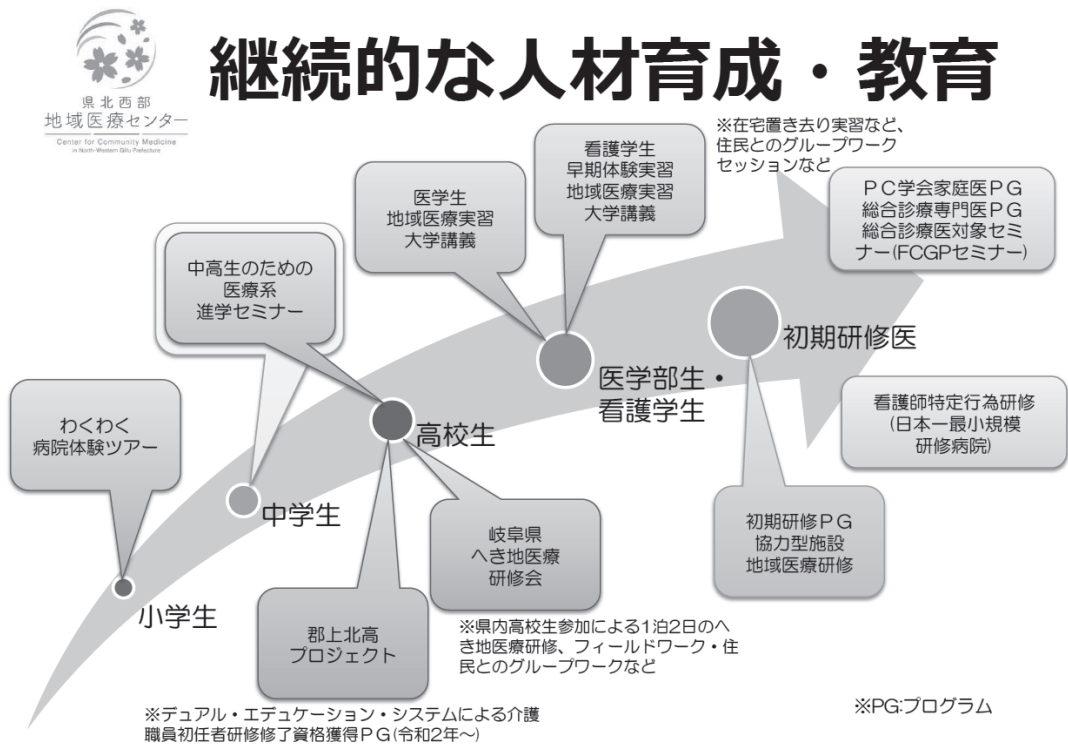 継続的な人材育成・教育
県北西部
地域医療センター
Center for Community Medicine
in North-Western Gifu Prefecture
※在宅置き去り実習など、
住民とのグループワーク
セッションなど
看護学生
早期体験実習
地域医療実習
大学講義
医学生
地域医療実習
大学講義
ＰＣ学会家庭医ＰＧ
総合診療専門医ＰＧ
総合診療医対象セミ
ナー(FCGPセミナー)
中高生のための
医療系
進学セミナー
初期研修医
医学部生・
看護学生
わくわく
病院体験ツアー
高校生
看護師特定行為研修
(日本一最小規模
研修病院)
中学生
岐阜県
へき地医療
研修会
初期研修ＰＧ
協力型施設
地域医療研修
小学生
郡上北高
プロジェクト
※県内高校生参加による1泊2日のへ
き地医療研修、フィールドワーク・住
民とのグループワークなど
※デュアル・エデュケーション・システムによる介護
職員初任者研修修了資格獲得ＰＧ(令和2年～)
※PG:プログラム